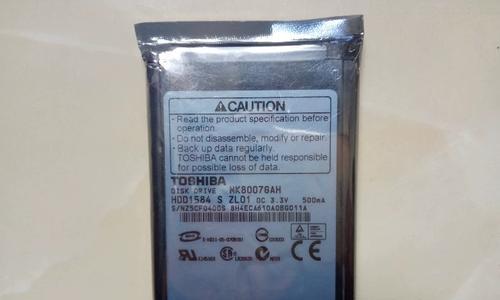 ⚠CAUTION
· Read the product specification before
operation.
· Do not disassemble, modify or repair.
· Back up data regularly.
TOSHIBA cannot be held responsible
for possible loss of data.
TOSHIBA
DISK DRIVE MK8007GAH
HDD1584 S ZL01 DC 3.3V 500mA